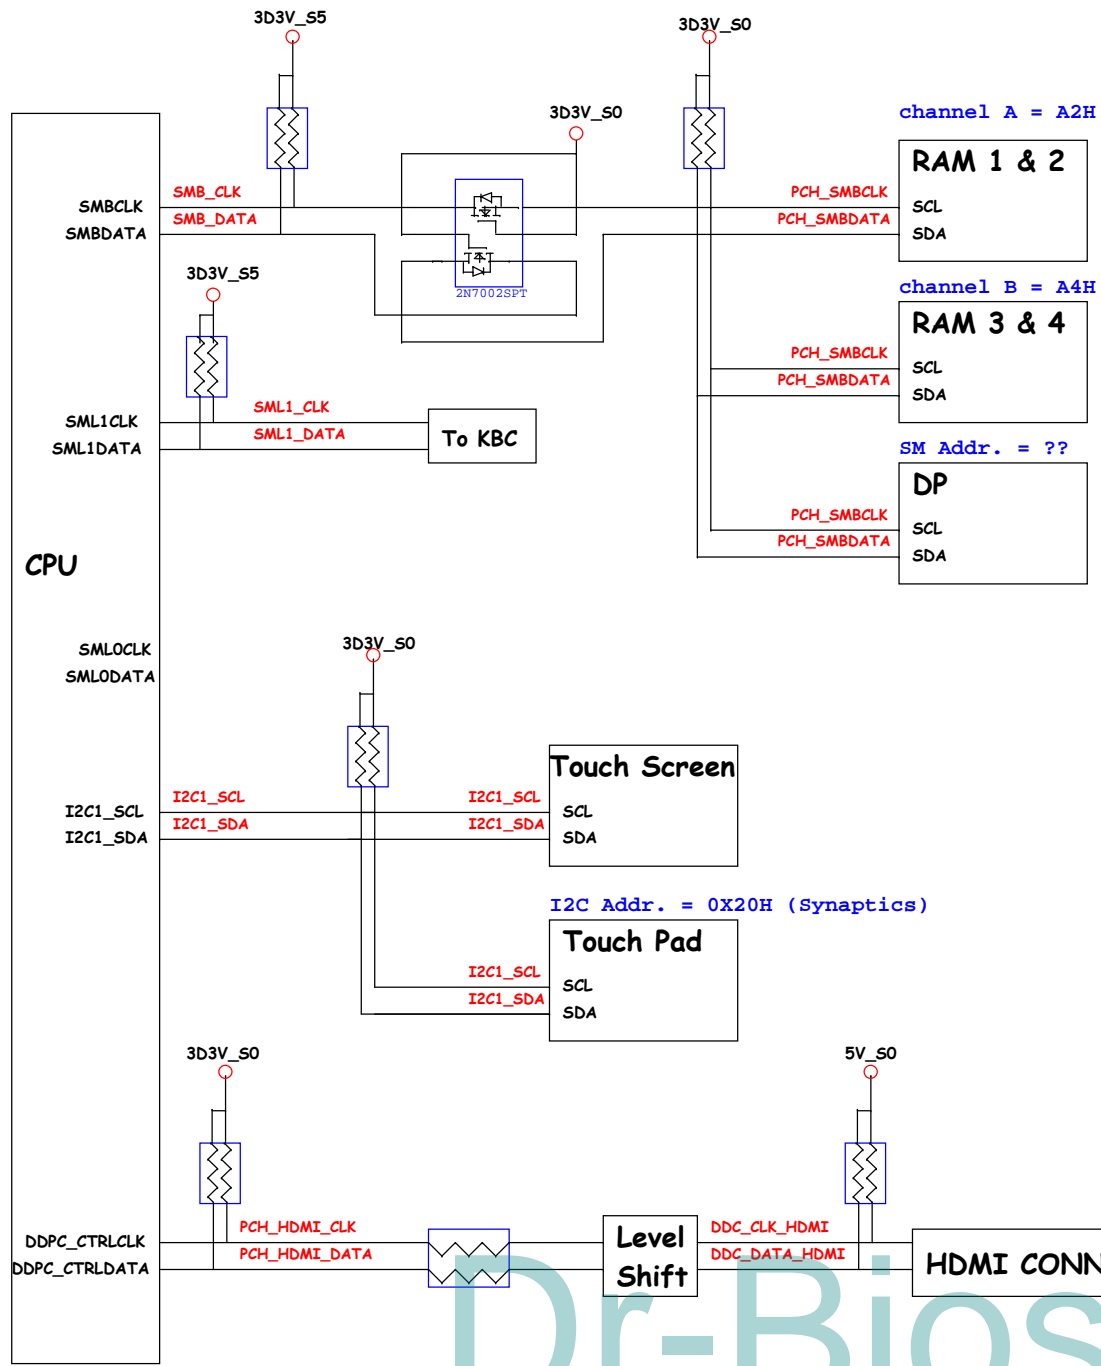 3D3V_S5
3D3V_S0
3D3V_S0
channel A = A2H
RAM 1 & 2
SMB_CLK
PCH_SMBCLK
SMBCLK
SCL
SMB_DATA
PCH_SMBDATA
SMBDATA
SDA
3D3V_S5
2N7002SPT
channel B = A4H
RAM 3 & 4
PCH_SMBCLK
SCL
PCH_SMBDATA
SDA
SML1_CLK
SML1CLK
SML1_DATA
SML1DATA
To KBC
SM Addr. = ??
DP
PCH_SMBCLK
SCL
PCH_SMBDATA
SDA
CPU
SML0CLK
SML0DATA
3D3V_S0
Touch Screen
I2C1_SCL
I2C1_SCL
I2C1_SCL
SCL
I2C1_SDA
I2C1_SDA
I2C1_SDA
SDA
I2C Addr. = 0X20H (Synaptics)
Touch Pad
I2C1_SCL
SCL
I2C1_SDA
SDA
3D3V_S0
5V_S0
PCH_HDMI_CLK
DDC_CLK_HDMI
DDPC_CTRLCLK
PCH_HDMI_DATA
DDC_DATA_HDMI
DDPC_CTRLDATA
Level
Shift
HDMI CONN
Dr-Bios